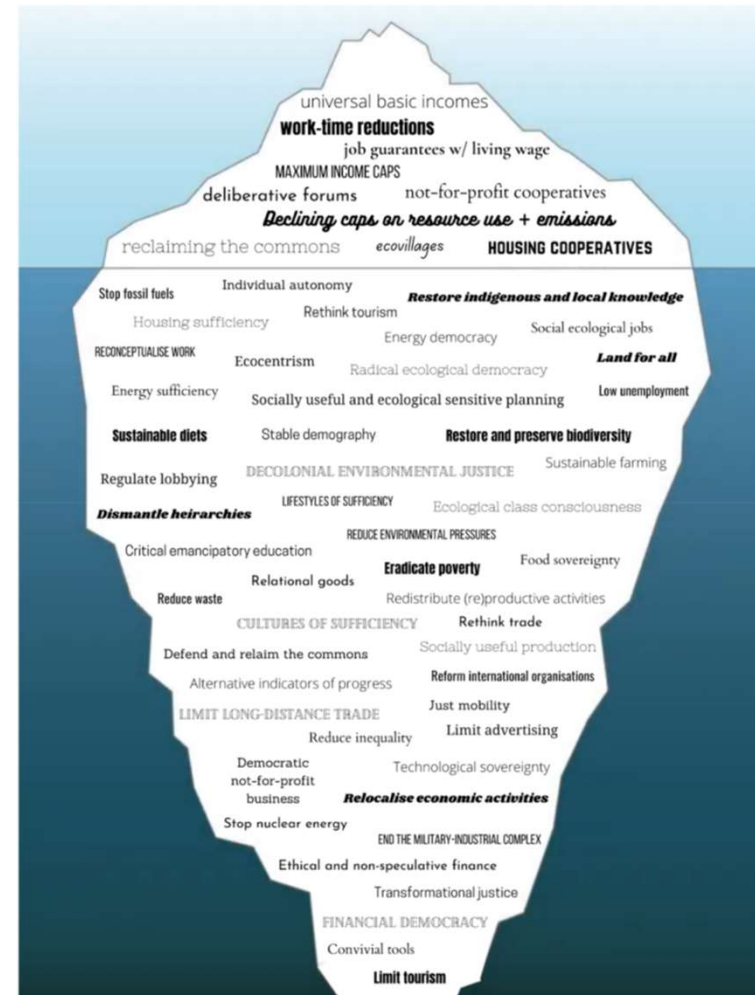 universal basic incomes
work-time reductions
job guarantees w/ living wage
MAXIMUM INCOME CAPS
deliberative forums
not-for-profit cooperatives
Declining caps on resource use + emissions
reclaiming the commons
ecovillages
HOUSING COOPERATIVES
Stop fossil fuels
Individual autonomy
Restore indigenous and local knowledge
Housing sufficiency
Rethink tourism
Energy democracy
Social ecological jobs
RECONCEPTUALISE WORK
Ecocentrism
Radical ecological democracy
Land for all
Energy sufficiency
Socially useful and ecological sensitive planning
Low unemployment
Sustainable diets
Stable demography
Restore and preserve biodiversity
Regulate lobbying
DECOLONIAL ENVIRONMENTAL JUSTICE
Sustainable farming
Dismantle heirarchies
LIFESTYLES OF SUFFICIENCY
Ecological class consciousness
REDUCE ENVIRONMENTAL PRESSURES
Critical emancipatory education
Eradicate poverty
Food sovereignty
Relational goods
Reduce waste
Redistribute (re)productive activities
CULTURES OF SUFFICIENCY
Rethink trade
Defend and relaim the commons
Socially useful production
Alternative indicators of progress
Reform international organisations
LIMIT LONG-DISTANCE TRADE
Just mobility
Reduce inequality
Limit advertising
Democratic
not-for-profit
business
Technological sovereignty
Relocalise economic activities
Stop nuclear energy
END THE MILITARY-INDUSTRIAL COMPLEX
Ethical and non-speculative finance
Transformational justice
FINANCIAL DEMOCRACY
Convivial tools
Limit tourism